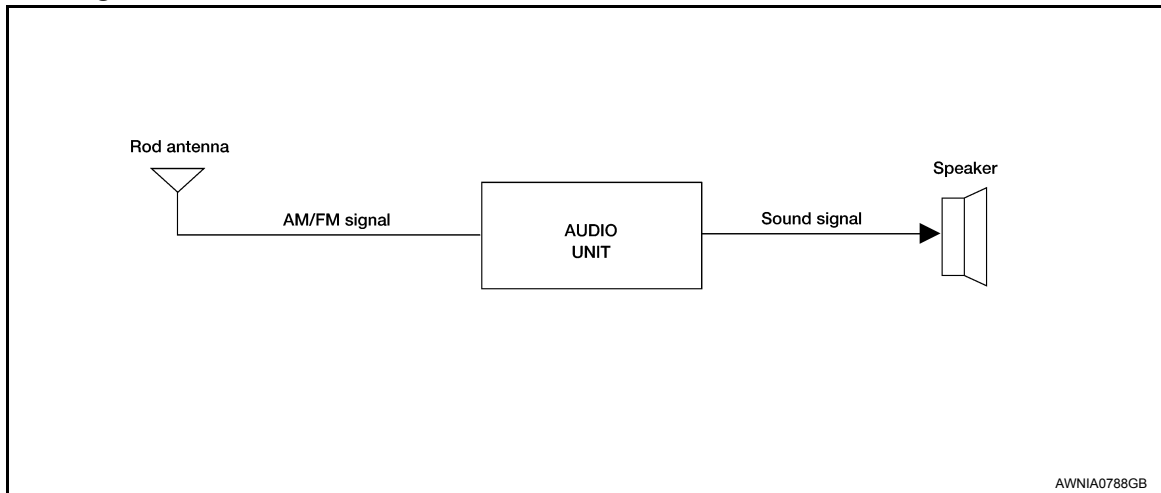 Rod antenna
Speaker
AM/FM signal
AUDIO
UNIT
Sound signal
AWNIA0788GB